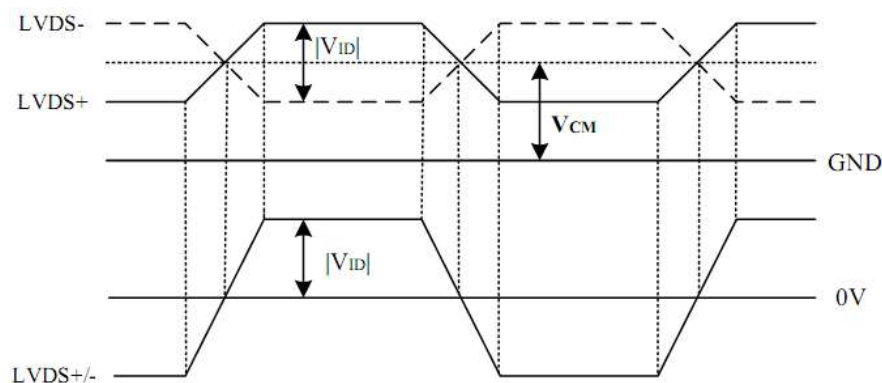 LVDS-
|VID|
LVDS+
VCM
GND
|VID|
0V
LVDS+/-